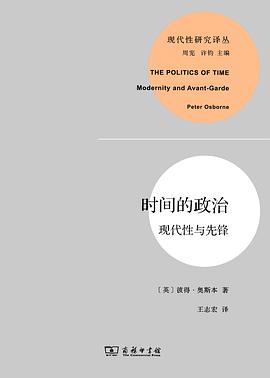 现代性研究译丛
周宪 许钧 主编
THE POLITICS OF TIME
Modernity and Avant-Garde
Peter Osborne
时间的政治
现代性与先锋
［英］彼得·奥斯本 著
王志宏 译
商务印书馆
The Commercial Press